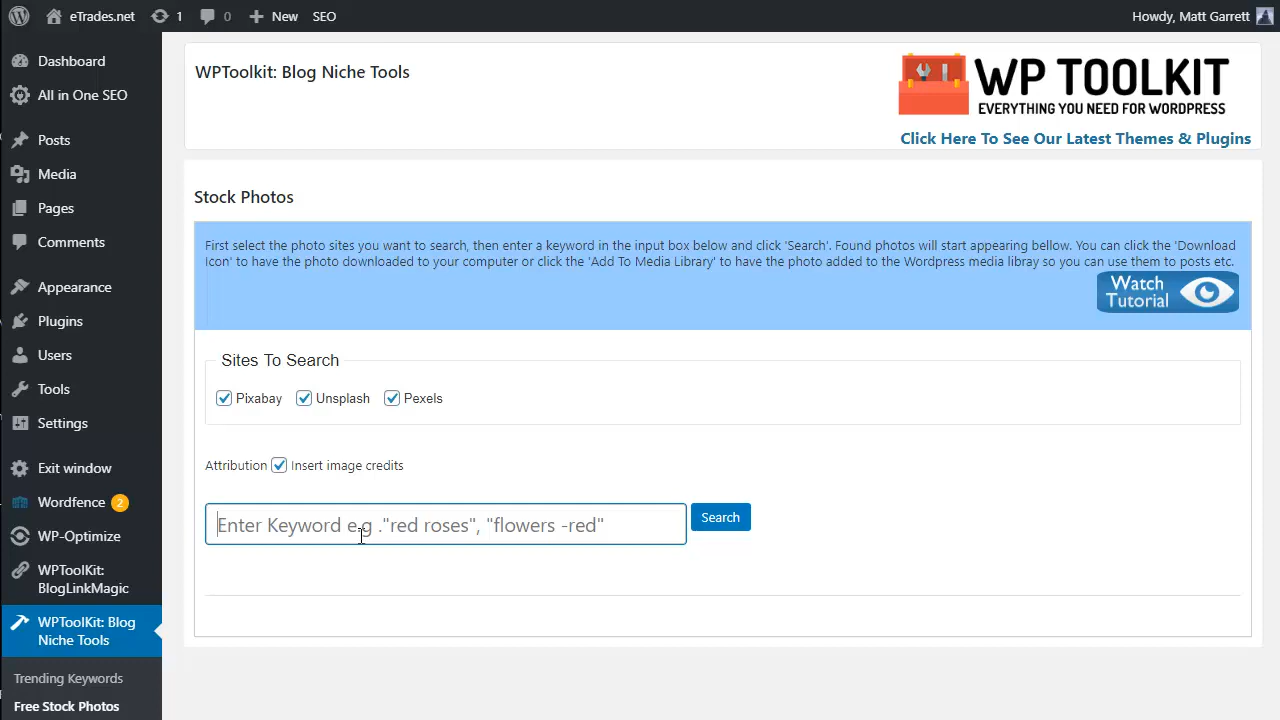 eTrades.net 1 0 New SEO Howdy, Matt Garrett
Dashboard
All in One SEO
Posts
Media
Pages
Comments
Appearance
Plugins
Users
Tools
Settings
Exit window
Wordfence 2
WP-Optimize
WPToolKit:
BlogLinkMagic
WPToolKit: Blog
Niche Tools
Trending Keywords
Free Stock Photos
WPToolkit: Blog Niche Tools
WP TOOLKIT
EVERYTHING YOU NEED FOR WORDPRESS
Click Here To See Our Latest Themes & Plugins
Stock Photos
First select the photo sites you want to search, then enter a keyword in the input box below and click 'Search'. Found photos will start appearing bellow. You can click the 'Download
Icon' to have the photo downloaded to your computer or click the 'Add To Media Library' to have the photo added to the Wordpress media libray so you can use them to posts etc.
Watch
Tutorial
Sites To Search
Pixabay Unsplash Pexels
Attribution Insert image credits
Enter Keyword e.g ."red roses", "flowers -red" Search